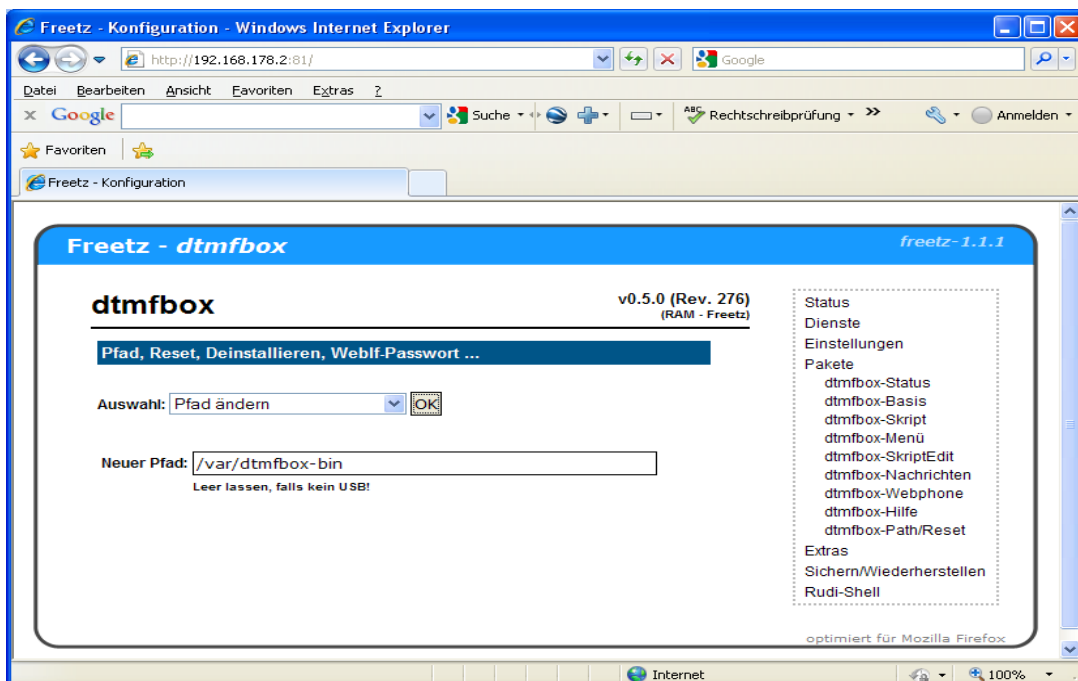 Freetz - Konfiguration - Windows Internet Explorer
http://192.168.178.2:81/
Google
Datei Bearbeiten Ansicht Favoriten Extras ?
x Google Suche ABC Rechtschreibprüfung >> Anmelden
Favoriten
Freetz - Konfiguration
Freetz - dtmfbox
freetz-1.1.1
dtmfbox
v0.5.0 (Rev. 276)
(RAM - Freetz)
Pfad, Reset, Deinstallieren, WebIf-Passwort ...
Auswahl: Pfad ändern OK
Neuer Pfad: /var/dtmfbox-bin
Leer lassen, falls kein USB!
Status
Dienste
Einstellungen
Pakete
dtmfbox-Status
dtmfbox-Basis
dtmfbox-Skript
dtmfbox-Menü
dtmfbox-SkriptEdit
dtmfbox-Nachrichten
dtmfbox-Webphone
dtmfbox-Hilfe
dtmfbox-Path/Reset
Extras
Sichern/Wiederherstellen
Rudi-Shell
optimiert für Mozilla Firefox
Internet
100%